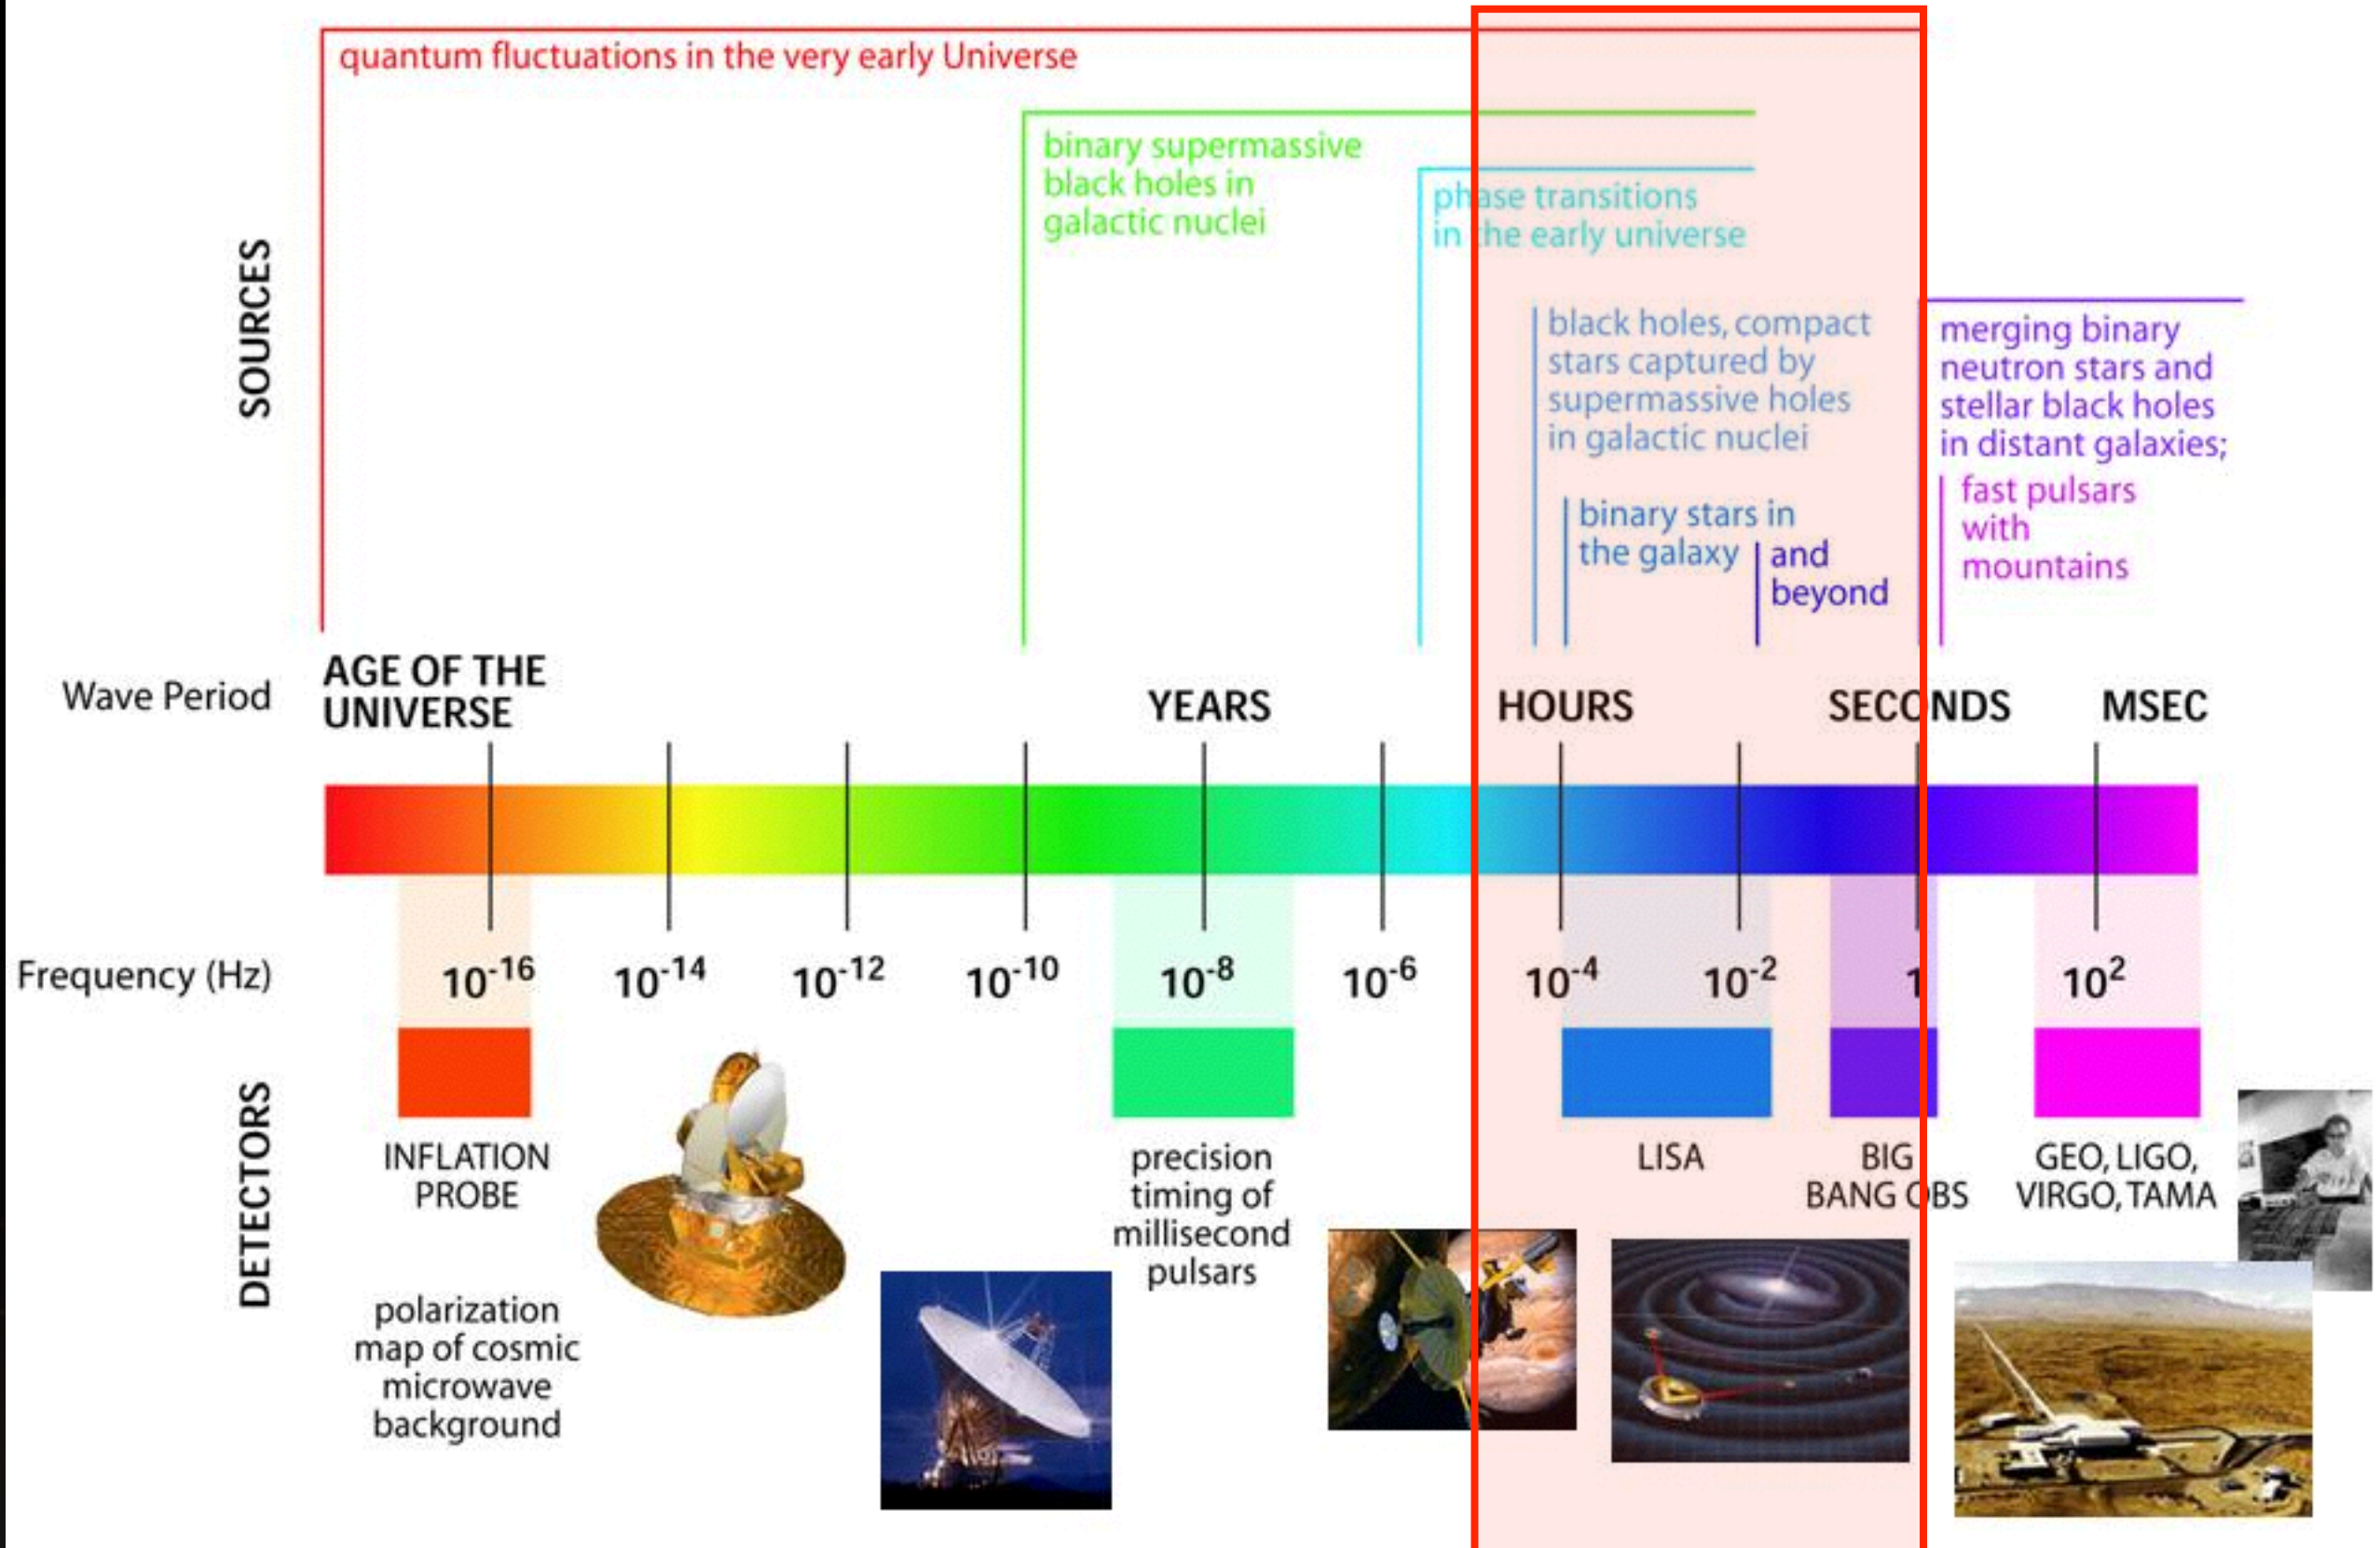 quantum fluctuations in the very early Universe
binary supermassive
black holes in
galactic nuclei
phase transitions
in the early universe
SOURCES
black holes, compact
stars captured by
supermassive holes
in galactic nuclei
binary stars in
the galaxy
and
beyond
merging binary
neutron stars and
stellar black holes
in distant galaxies;
fast pulsars
with
mountains
Wave Period
AGE OF THE
UNIVERSE
YEARS
HOURS
SECONDS
MSEC
Frequency (Hz)
10⁻¹⁶
10⁻¹⁴
10⁻¹²
10⁻¹⁰
10⁻⁸
10⁻⁶
10⁻⁴
10⁻²
1
10²
DETECTORS
INFLATION
PROBE
polarization
map of cosmic
microwave
background
precision
timing of
millisecond
pulsars
LISA
BIG
BANG OBS
GEO, LIGO,
VIRGO, TAMA